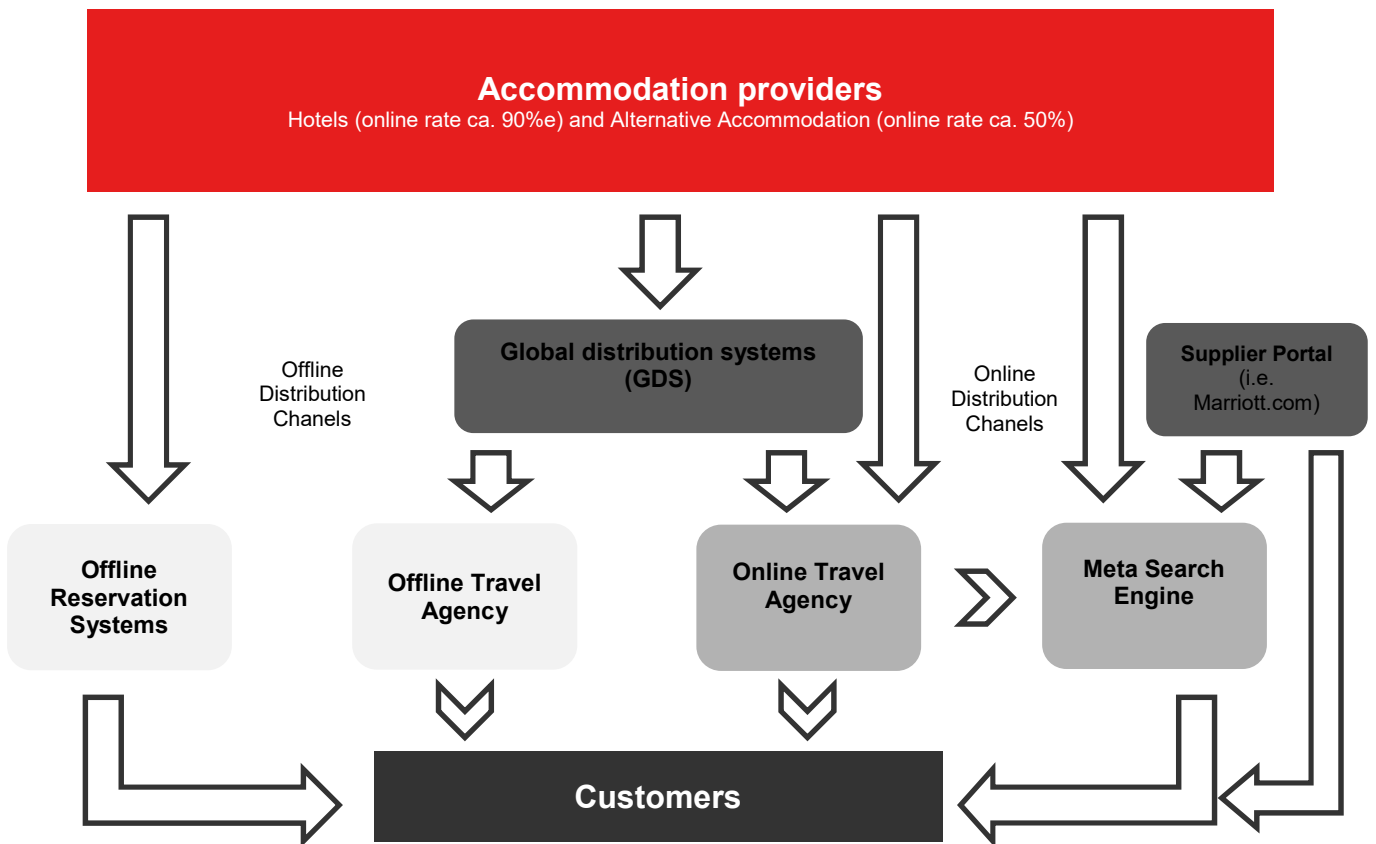 Accommodation providers
Hotels (online rate ca. 90%e) and Alternative Accommodation (online rate ca. 50%)
Offline
Distribution
Chanels
Global distribution systems
(GDS)
Online
Distribution
Channels
Supplier Portal
(i.e.
Marriott.com)
Offline
Reservation
Systems
Offline Travel
Agency
Online Travel
Agency
Meta Search
Engine
Customers